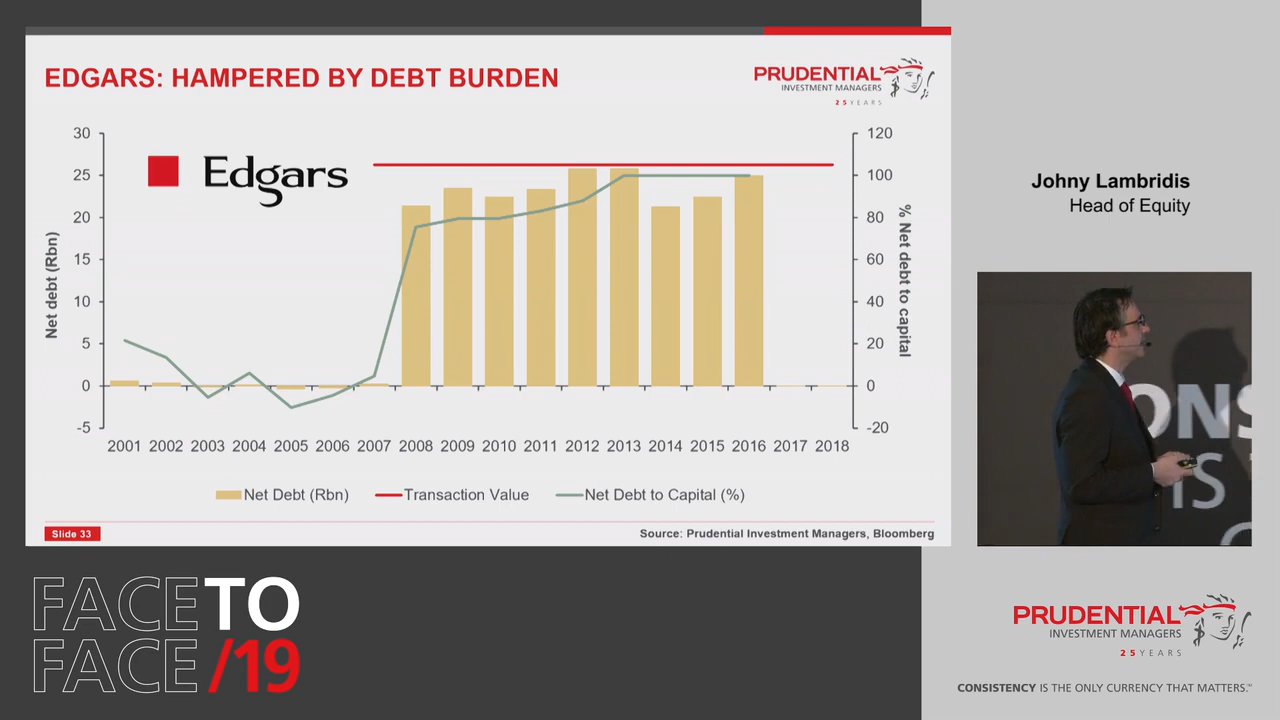 EDGARS: HAMPERED BY DEBT BURDEN
PRUDENTIAL
INVESTMENT MANAGERS
25 YEARS
Edgars
Net debt (Rbn)
30
25
20
15
10
5
0
-5
120
100
80
60
40
20
0
-20
% Net debt to capital
2001 2002 2003 2004 2005 2006 2007 2008 2009 2010 2011 2012 2013 2014 2015 2016 2017 2018
Net Debt (Rbn) Transaction Value Net Debt to Capital (%)
Slide 33
Source: Prudential Investment Managers, Bloomberg
Johny Lambridis
Head of Equity
ONS
IS
FACE TO
FACE /19
PRUDENTIAL
INVESTMENT MANAGERS
25 YEARS
CONSISTENCY IS THE ONLY CURRENCY THAT MATTERS.™